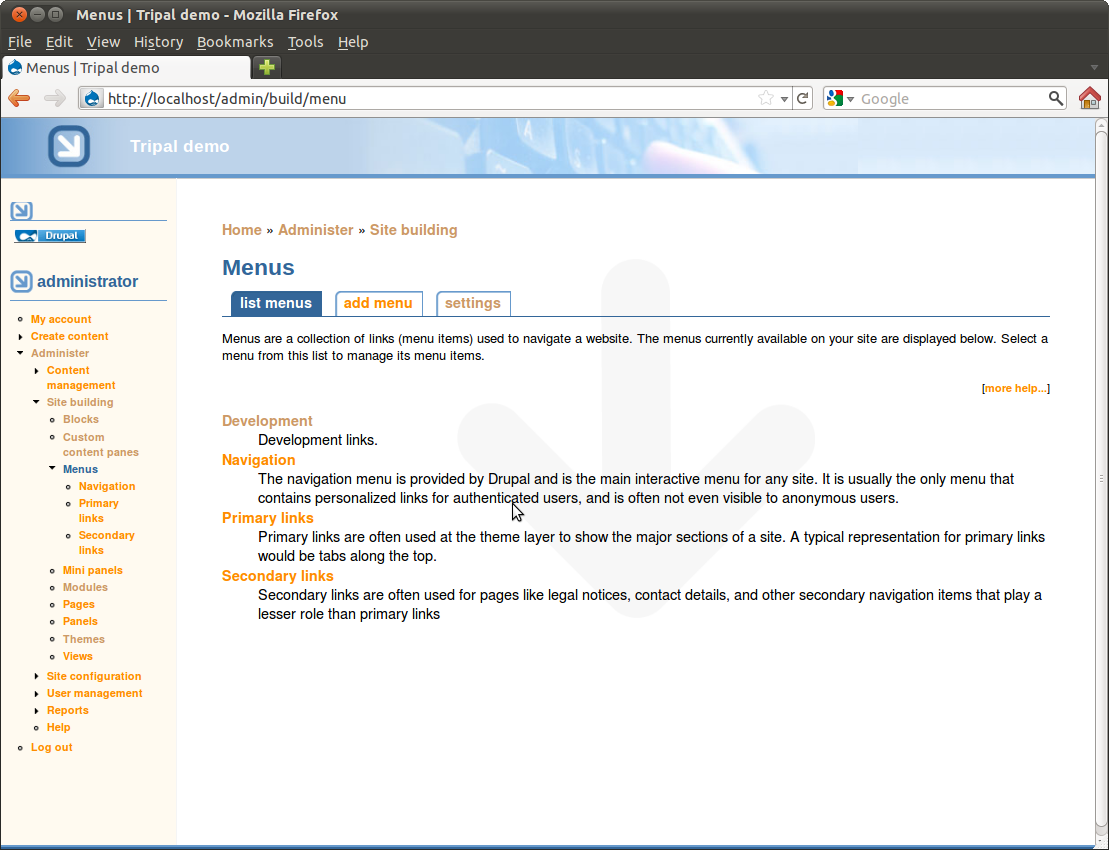 Menus | Tripal demo - Mozilla Firefox
File Edit View History Bookmarks Tools Help
Menus | Tripal demo
http://localhost/admin/build/menu
Google
Tripal demo
Drupal
administrator
My account
Create content
Administer
Content
management
Site building
Blocks
Custom
content panes
Menus
Navigation
Primary
links
Secondary
links
Mini panels
Modules
Pages
Panels
Themes
Views
Site configuration
User management
Reports
Help
Log out
Home » Administer » Site building
Menus
list menus add menu settings
Menus are a collection of links (menu items) used to navigate a website. The menus currently available on your site are displayed below. Select a
menu from this list to manage its menu items.
[more help...]
Development
Development links.
Navigation
The navigation menu is provided by Drupal and is the main interactive menu for any site. It is usually the only menu that
contains personalized links for authenticated users, and is often not even visible to anonymous users.
Primary links
Primary links are often used at the theme layer to show the major sections of a site. A typical representation for primary links
would be tabs along the top.
Secondary links
Secondary links are often used for pages like legal notices, contact details, and other secondary navigation items that play a
lesser role than primary links